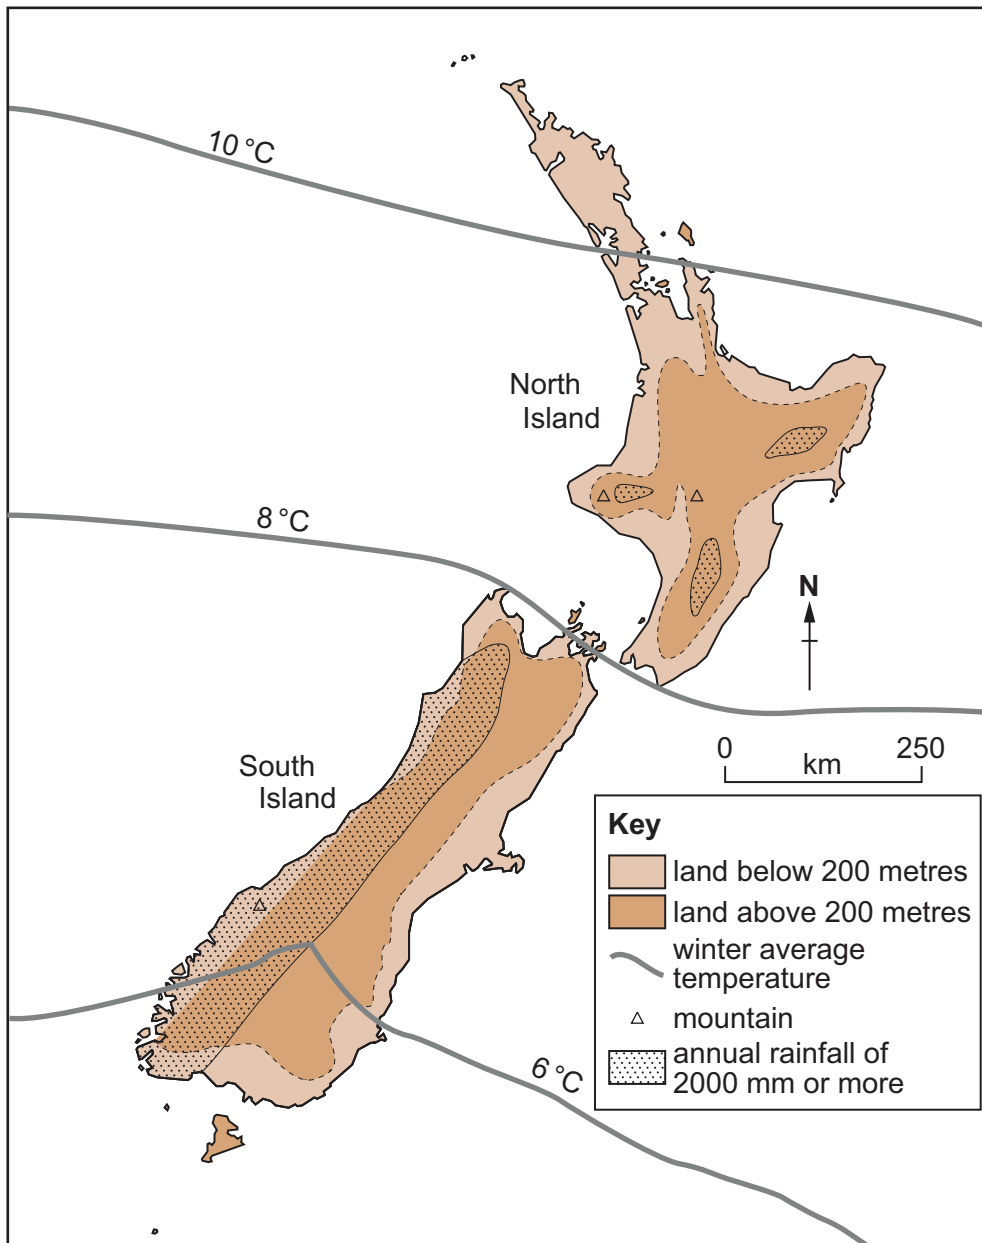 10 °C
North
Island
8 °C
N
0 250
km
South
Island
Key
land below 200 metres
land above 200 metres
winter average
temperature
mountain
annual rainfall of
2000 mm or more
6 °C